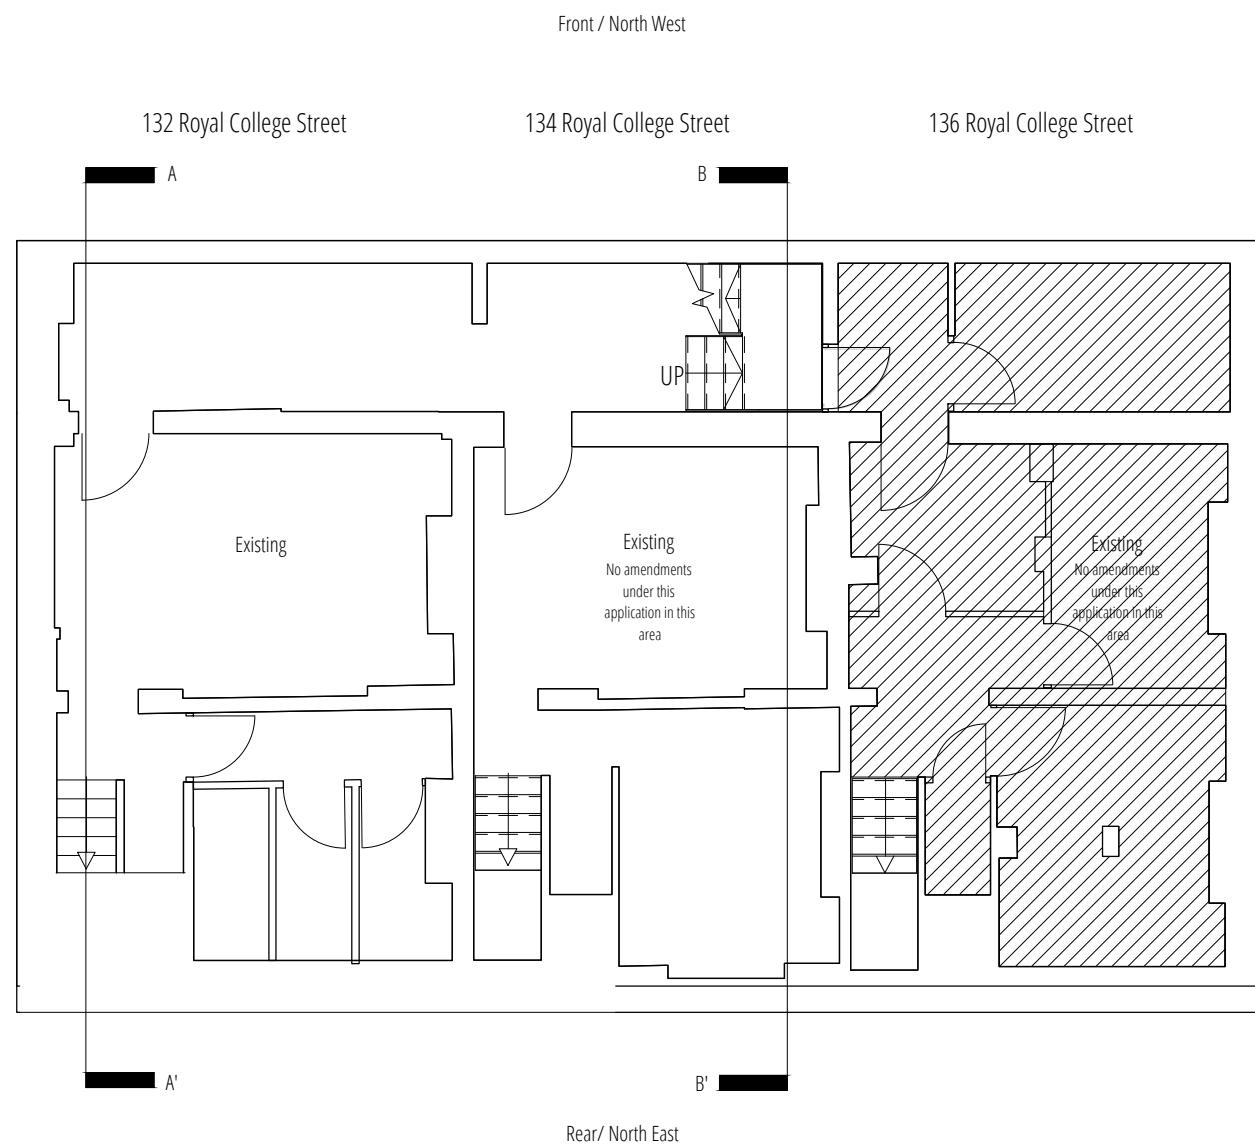 Front / North West
132 Royal College Street
134 Royal College Street
136 Royal College Street
A
B
UP
Existing
Existing
No amendments
under this
application in this
area
Existing
No amendments
under this
application in this
area
A'
B'
Rear/ North East